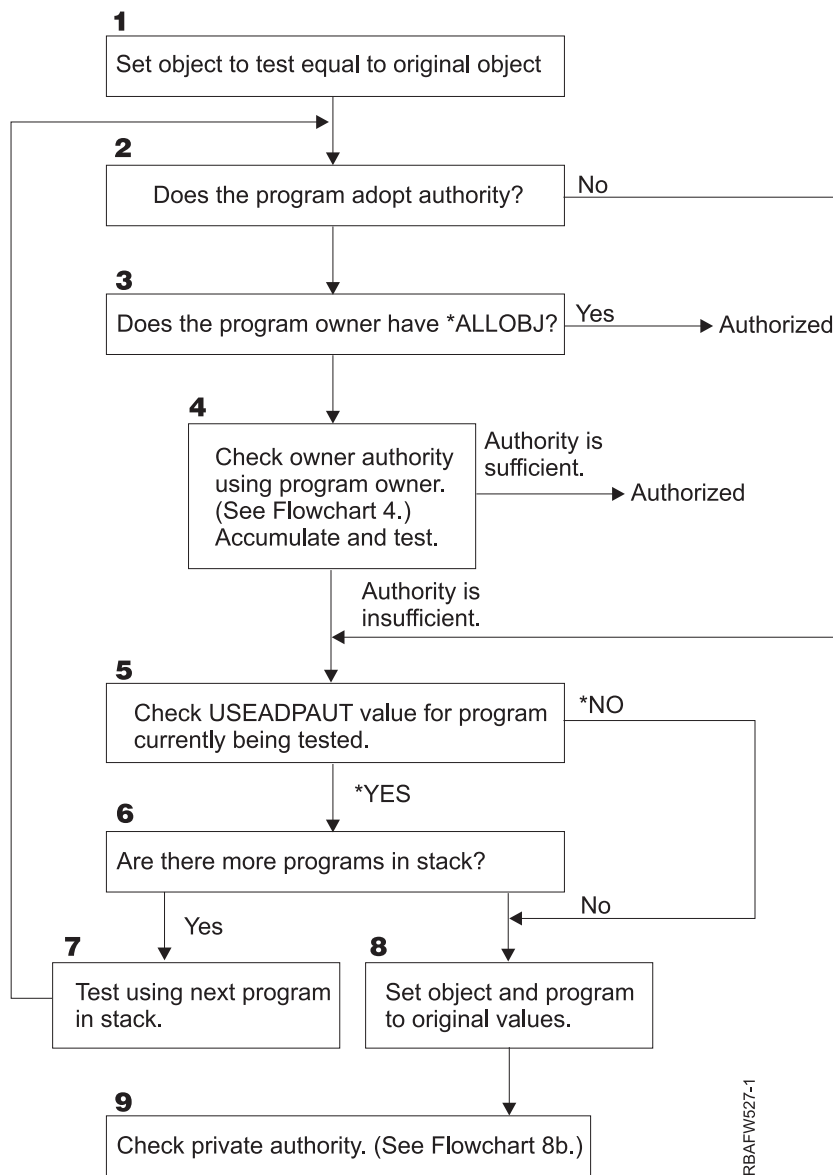 1
Set object to test equal to original object
2
Does the program adopt authority?
No
3
Does the program owner have *ALLOBJ?
Yes
Authorized
4
Check owner authority
using program owner.
(See Flowchart 4.)
Accumulate and test.
Authority is
sufficient.
Authorized
Authority is
insufficient.
5
Check USEADPAUT value for program
currently being tested.
*NO
*YES
6
Are there more programs in stack?
Yes
No
7
Test using next program
in stack.
8
Set object and program
to original values.
9
Check private authority. (See Flowchart 8b.)
RBAFW527-1